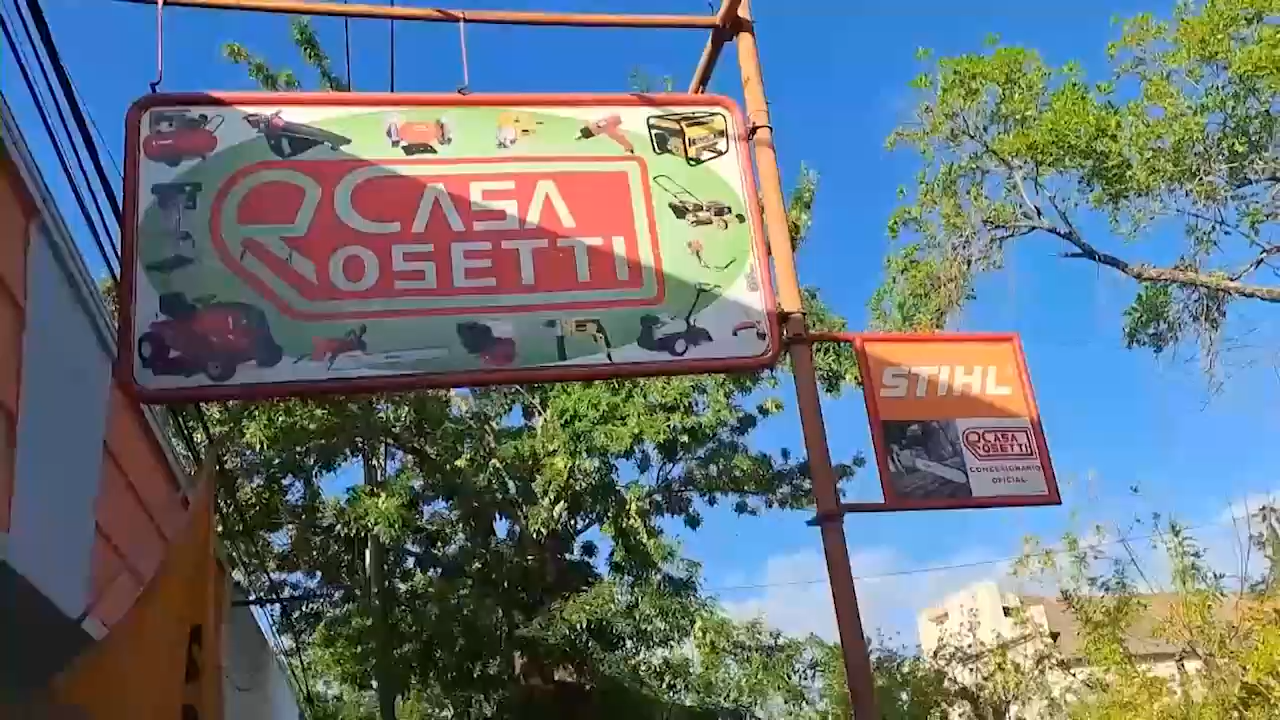 CASA
ROSETTI
STIHL
CASA
ROSETTI
CONCESIONARIO
OFICIAL